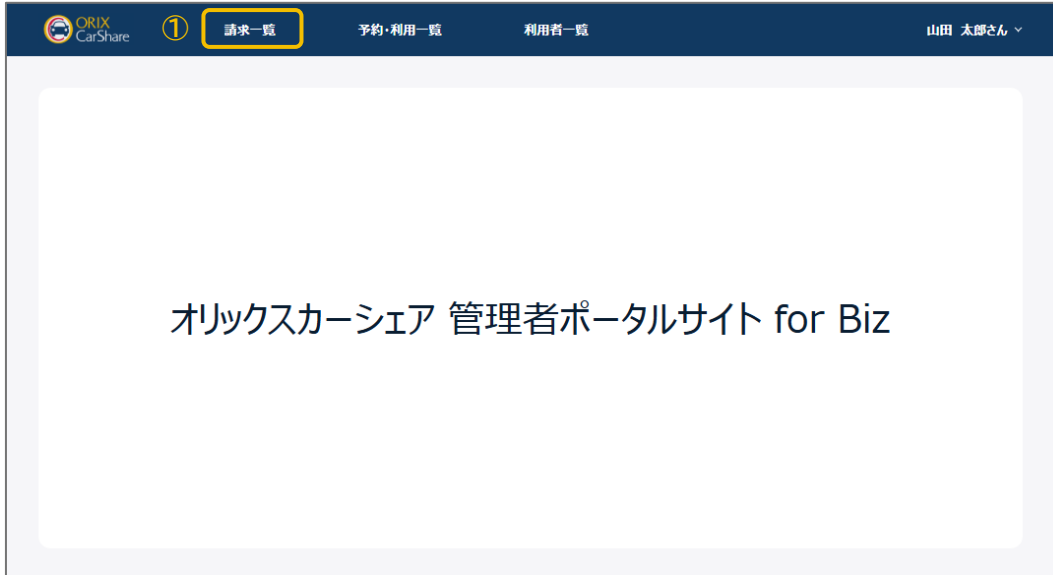 ORIX
CarShare
① 請求一覧 予約・利用一覧 利用者一覧 山田 太郎さん
オリックスカーシェア 管理者ポータルサイト for Biz